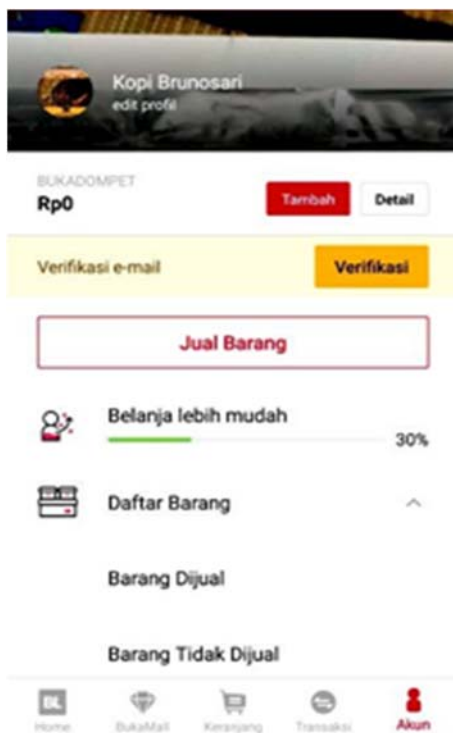 Kopi Brunosari
edit profil
BUKADOMPET
Rp0
Tambah
Detail
Verifikasi e-mail
Verifikasi
Jual Barang
Belanja lebih mudah
30%
Daftar Barang
Barang Dijual
Barang Tidak Dijual
BL
Home
BukaMall
Keranjang
Transaksi
Akun